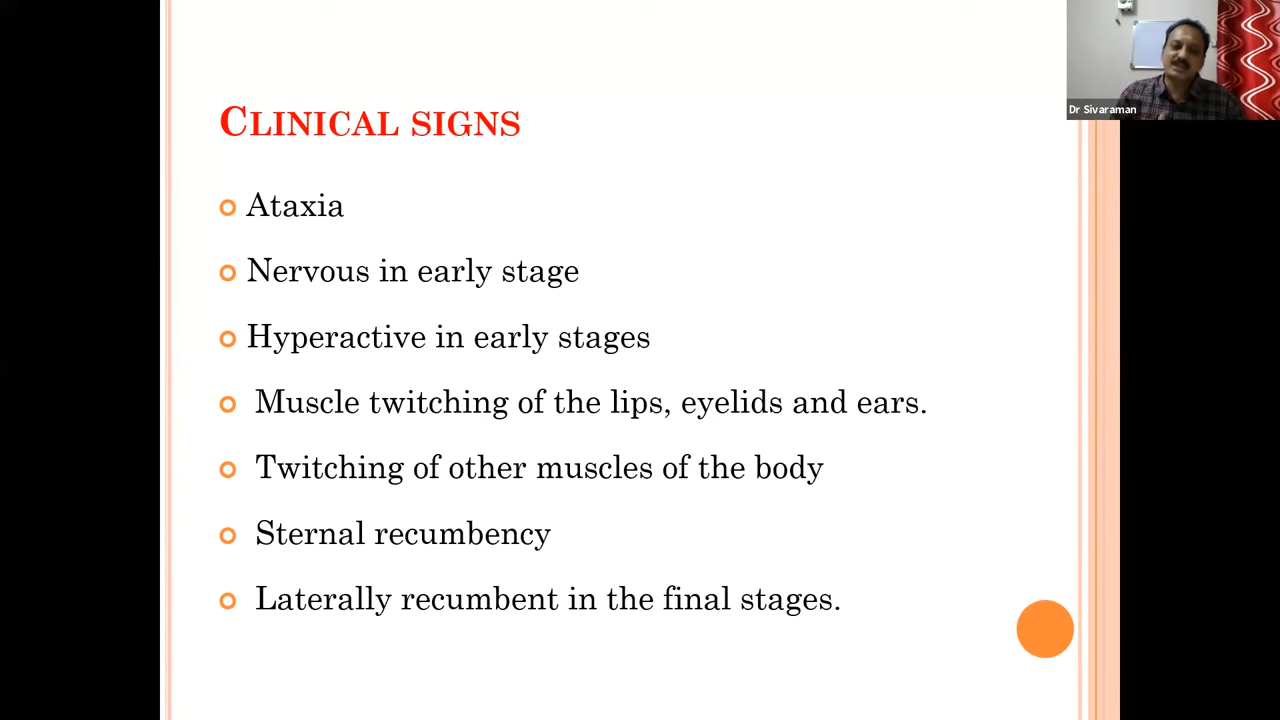 CLINICAL SIGNS
Ataxia
Nervous in early stage
Hyperactive in early stages
Muscle twitching of the lips, eyelids and ears.
Twitching of other muscles of the body
Sternal recumbency
Laterally recumbent in the final stages.
Dr Sivaraman